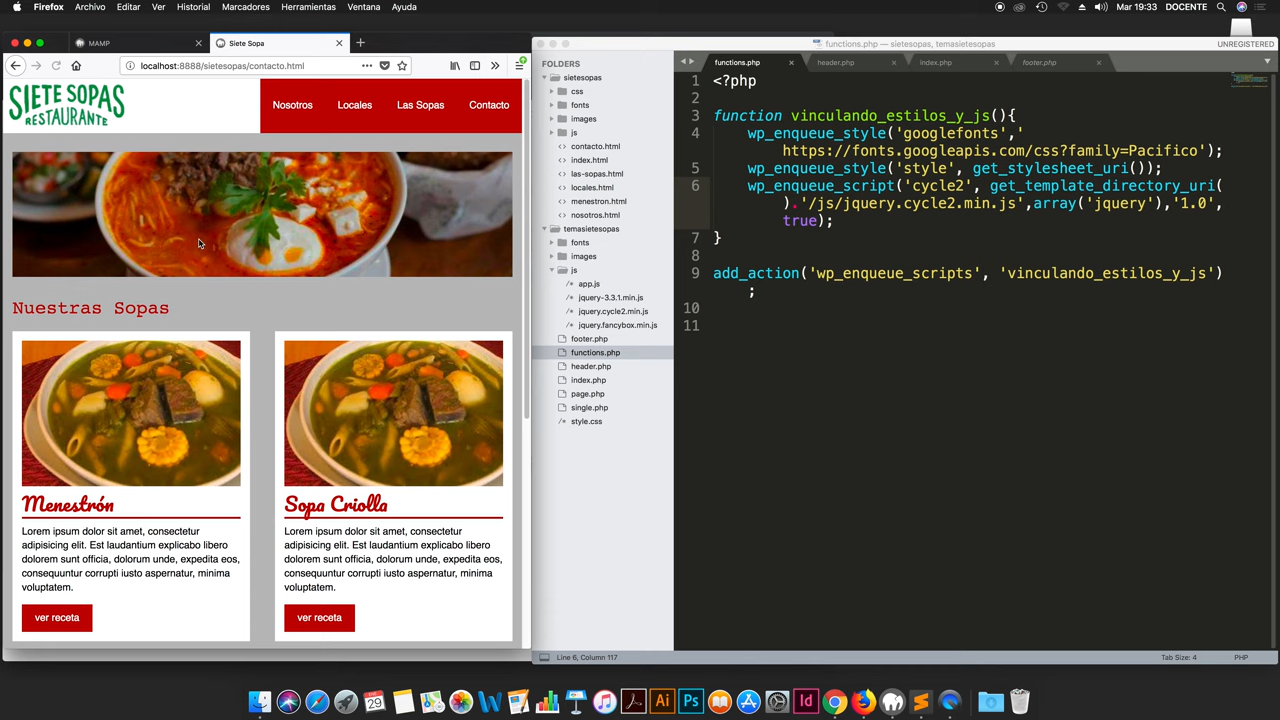 Firefox Archivo Editar Ver Historial Marcadores Herramientas Ventana Ayuda
Mar 19:33 DOCENTE
MAMP
Siete Sopa
localhost:8888/sietesopas/contacto.html
SIETE SOPAS
RESTAURANTE
Nosotros Locales Las Sopas Contacto
Nuestras Sopas
Menestrón
Lorem ipsum dolor sit amet, consectetur
adipisicing elit. Est laudantium explicabo libero
dolorem sunt officia, dolorum unde, expedita eos,
consequuntur corrupti iusto aspernatur, minima
voluptatem.
ver receta
Sopa Criolla
Lorem ipsum dolor sit amet, consectetur
adipisicing elit. Est laudantium explicabo libero
dolorem sunt officia, dolorum unde, expedita eos,
consequuntur corrupti iusto aspernatur, minima
voluptatem.
ver receta
functions.php — sietesopas, temasietesopas
UNREGISTERED
FOLDERS
sietesopas
css
fonts
images
js
contacto.html
index.html
las-sopas.html
locales.html
menestron.html
nosotros.html
temasietesopas
fonts
images
js
app.js
jquery-3.3.1.min.js
jquery.cycle2.min.js
jquery.fancybox.min.js
footer.php
functions.php
header.php
index.php
page.php
single.php
style.css
functions.php header.php index.php footer.php
1 <?php
2
3 function vinculando_estilos_y_js(){
4 wp_enqueue_style('googlefonts','
https://fonts.googleapis.com/css?family=Pacifico');
5 wp_enqueue_style('style', get_stylesheet_uri());
6 wp_enqueue_script('cycle2', get_template_directory_uri(
).'/js/jquery.cycle2.min.js',array('jquery'),'1.0',
true);
7 }
8
9 add_action('wp_enqueue_scripts', 'vinculando_estilos_y_js')
;
10
11
Line 6, Column 117
Tab Size: 4
PHP
29
Ai
Ps
Id